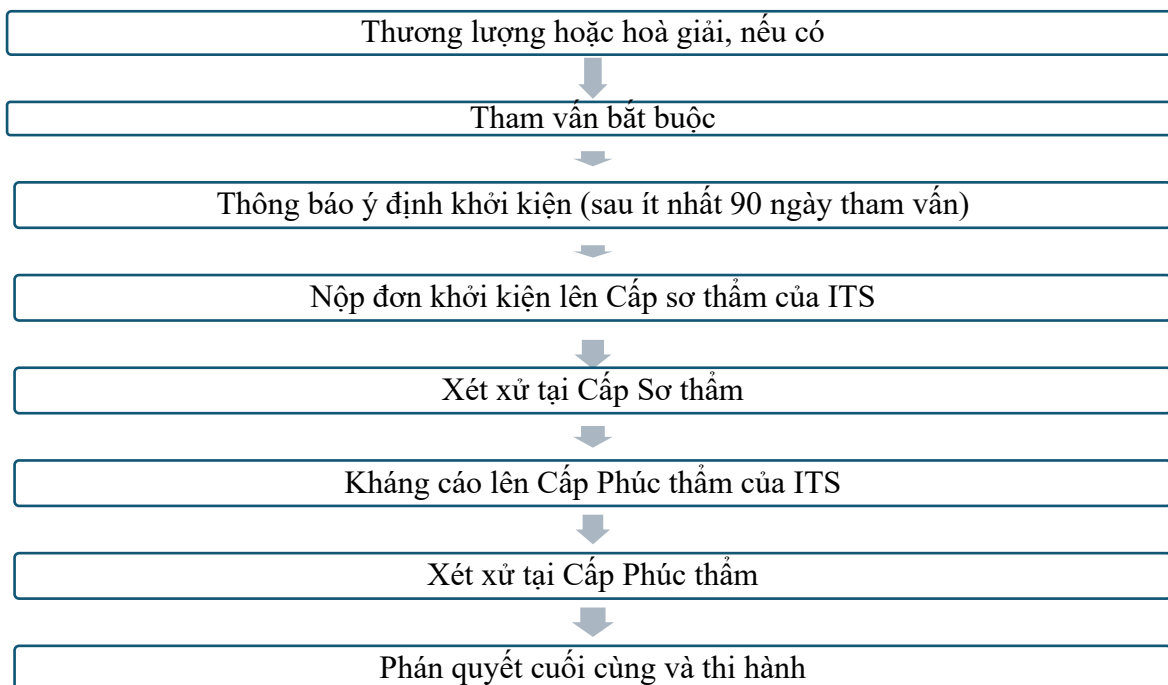 Thương lượng hoặc hoà giải, nếu có
Tham vấn bắt buộc
Thông báo ý định khởi kiện (sau ít nhất 90 ngày tham vấn)
Nộp đơn khởi kiện lên Cấp sơ thẩm của ITS
Xét xử tại Cấp Sơ thẩm
Kháng cáo lên Cấp Phúc thẩm của ITS
Xét xử tại Cấp Phúc thẩm
Phán quyết cuối cùng và thi hành